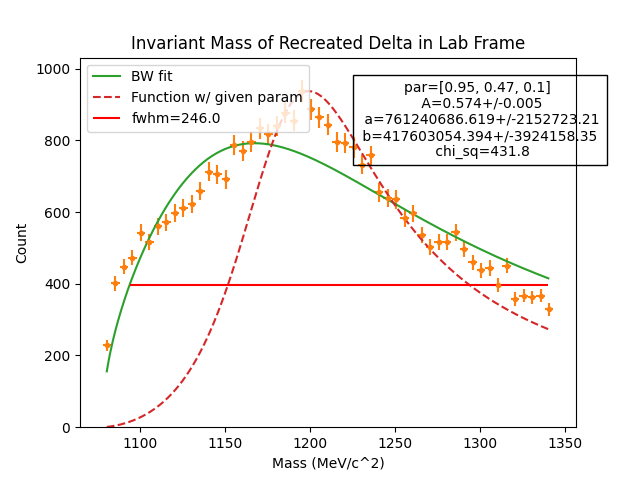 Invariant Mass of Recreated Delta in Lab Frame
BW fit
Function w/ given param
fwhm=246.0
par=[0.95, 0.47, 0.1]
A=0.574+/-0.005
a=761240686.619+/-2152723.21
b=417603054.394+/-3924158.35
chi_sq=431.8
Count
1000
800
600
400
200
0
1100
1150
1200
1250
1300
1350
Mass (MeV/c^2)